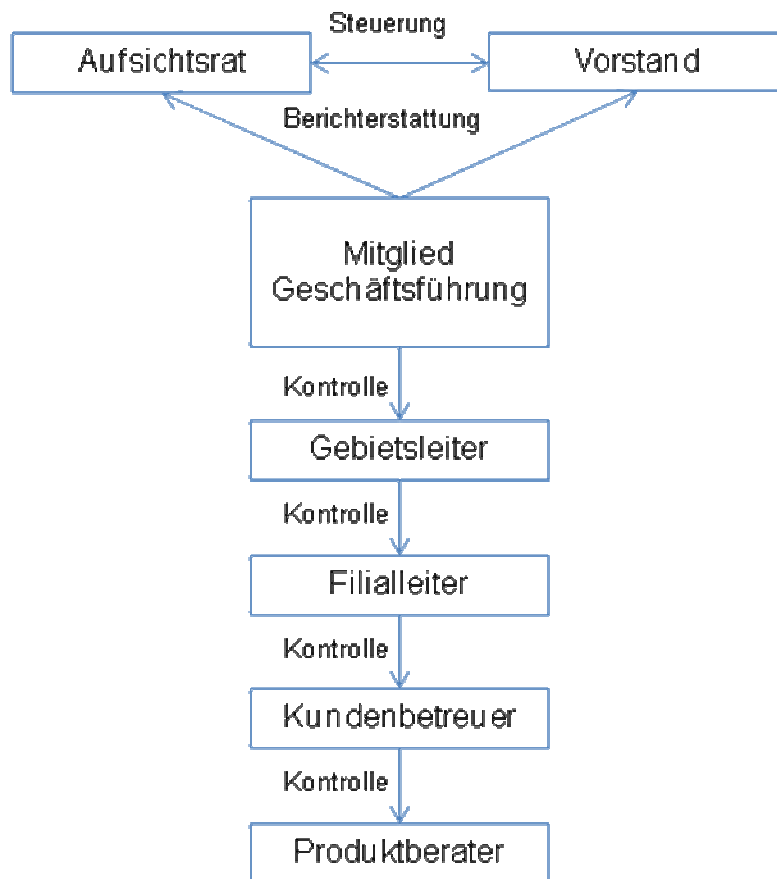 Steuerung
Aufsichtsrat
Vorstand
Berichterstattung
Mitglied
Geschäftsführung
Kontrolle
Gebietsleiter
Kontrolle
Filialleiter
Kontrolle
Kundenbetreuer
Kontrolle
Produktberater